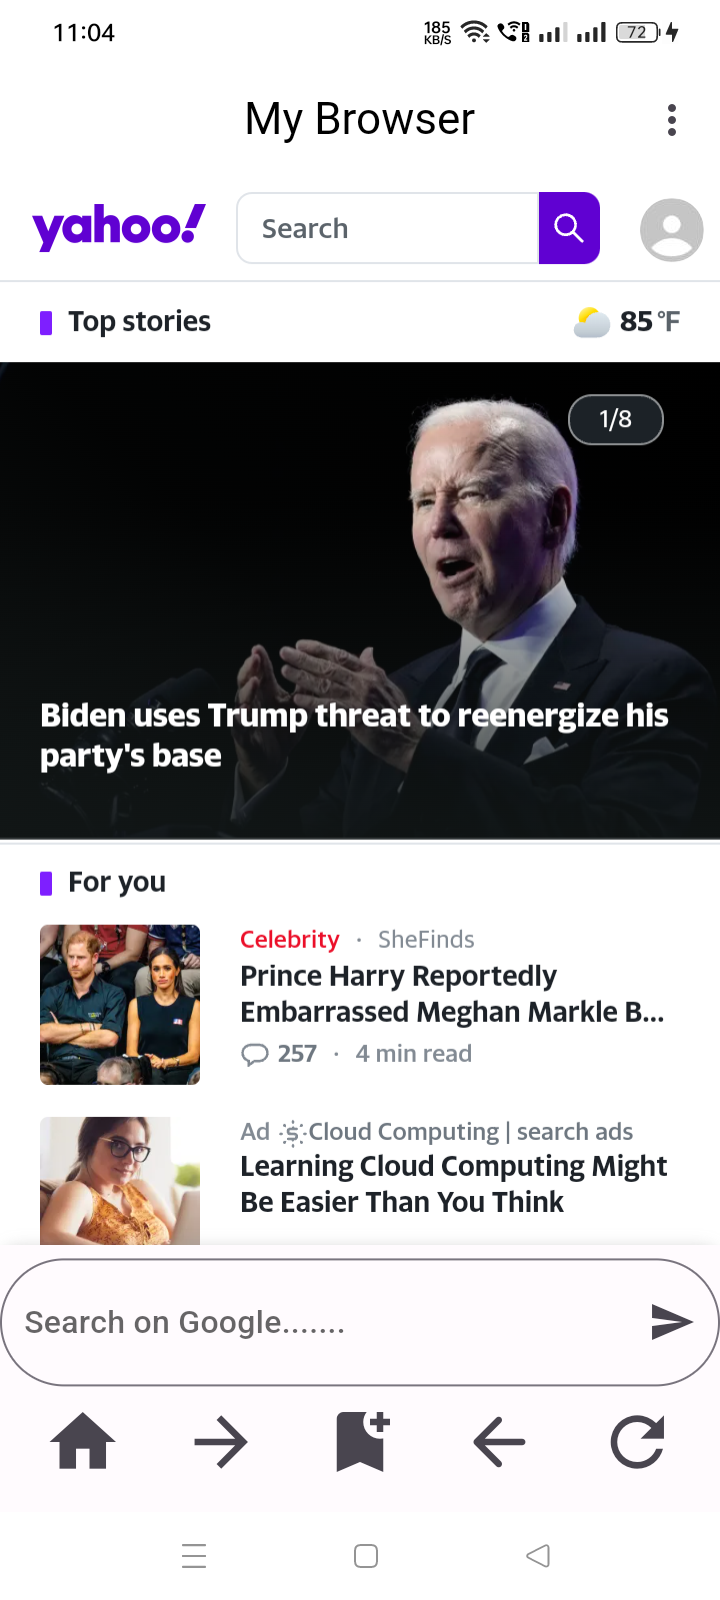 11:04
185
KB/S
72
My Browser
yahoo!
Search
Top stories
85 °F
1/8
Biden uses Trump threat to reenergize his
party's base
For you
Celebrity · SheFinds
Prince Harry Reportedly
Embarrassed Meghan Markle B...
257 · 4 min read
Ad $ Cloud Computing | search ads
Learning Cloud Computing Might
Be Easier Than You Think
Search on Google.......